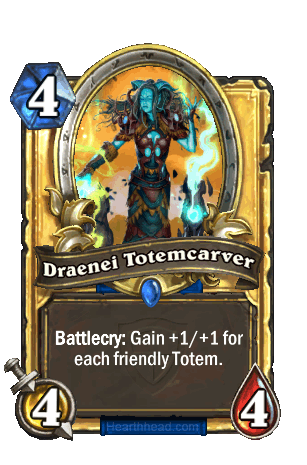 4
Draenei Totemcarver
Battlecry: Gain +1/+1 for
each friendly Totem.
4
4
Hearthhead.com